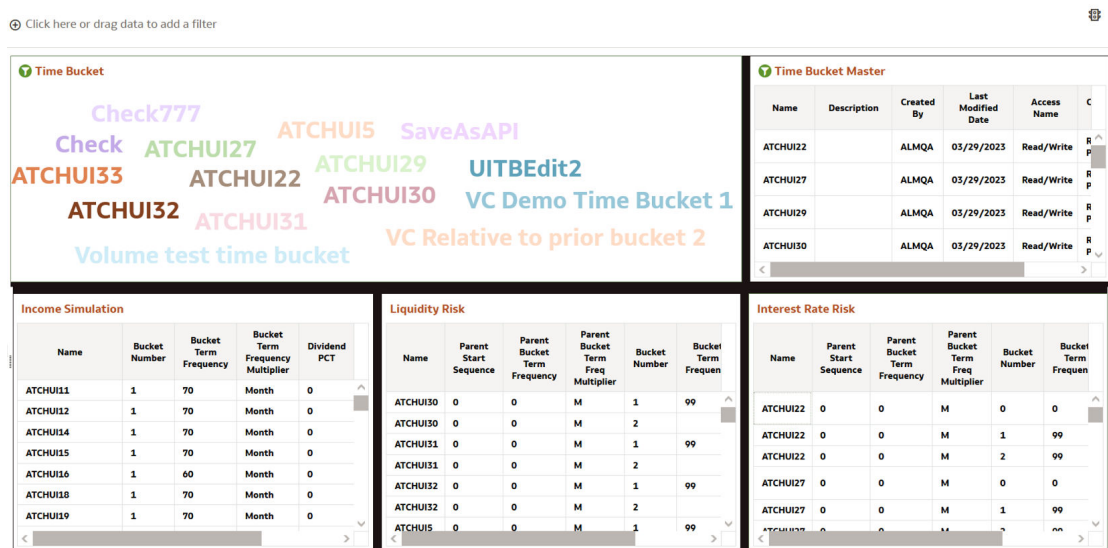 Click here or drag data to add a filter
Time Bucket
Check777
ATCHUI5 SaveAsAPI
Check ATCHUI27
ATCHUI29
ATCHUI33 ATCHUI22 UITBEdit2
ATCHUI30
VC Demo Time Bucket 1
ATCHUI32 ATCHUI31
VC Relative to prior bucket 2
Volume test time bucket
Time Bucket Master
Name Description Created By Last Modified Date Access Name
ATCHUI22 ALMQA 03/29/2023 Read/Write
ATCHUI27 ALMQA 03/29/2023 Read/Write
ATCHUI29 ALMQA 03/29/2023 Read/Write
ATCHUI30 ALMQA 03/29/2023 Read/Write
Income Simulation
Name Bucket Number Bucket Term Frequency Bucket Term Frequency Multiplier Dividend PCT
ATCHUI11 1 70 Month 0
ATCHUI12 1 70 Month 0
ATCHUI14 1 70 Month 0
ATCHUI15 1 70 Month 0
ATCHUI16 1 60 Month 0
ATCHUI18 1 70 Month 0
ATCHUI19 1 70 Month 0
Liquidity Risk
Name Parent Start Sequence Parent Bucket Term Frequency Parent Bucket Term Freq Multiplier Bucket Number Bucket Term Frequen
ATCHUI30 0 0 M 1 99
ATCHUI30 0 0 M 2
ATCHUI31 0 0 M 1 99
ATCHUI31 0 0 M 2
ATCHUI32 0 0 M 1 99
ATCHUI32 0 0 M 2
ATCHUI5 0 0 M 1 99
Interest Rate Risk
Name Parent Start Sequence Parent Bucket Term Frequency Parent Bucket Term Freq Multiplier Bucket Number Bucket Term Frequen
ATCHUI22 0 0 M 0 0
ATCHUI22 0 0 M 1 99
ATCHUI22 0 0 M 2 99
ATCHUI27 0 0 M 0 0
ATCHUI27 0 0 M 1 99